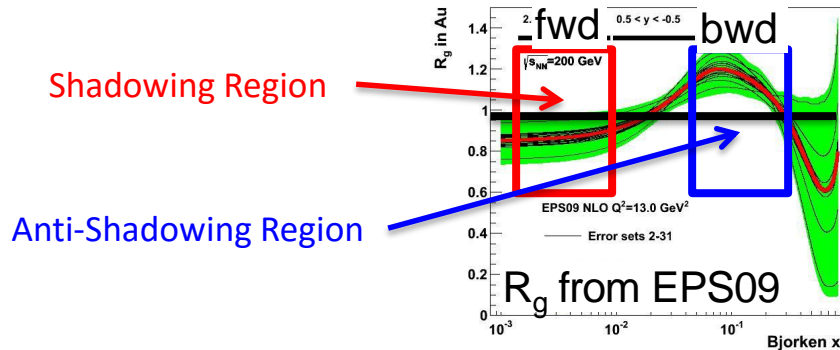 Shadowing Region
Anti-Shadowing Region
R_g in Au
1.4
1.2
1
0.8
0.6
0.4
0.2
0
2.
fwd
0.5 < y < -0.5
bwd
√s_NN=200 GeV
EPS09 NLO Q²=13.0 GeV²
Error sets 2-31
R_g from EPS09
10⁻³
10⁻²
10⁻¹
Bjorken x